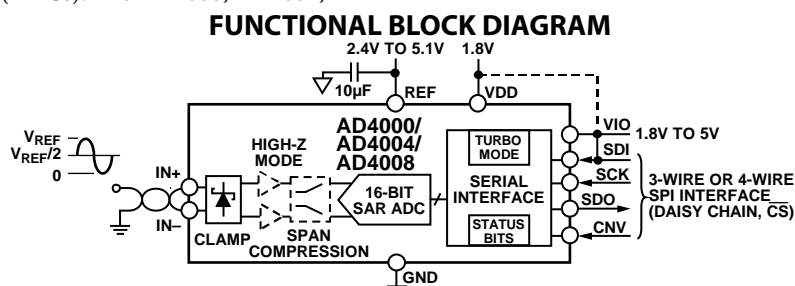 FUNCTIONAL BLOCK DIAGRAM
2.4V TO 5.1V 1.8V
10µF
REF VDD
AD4000/
AD4004/
AD4008
VREF
VREF/2
0
IN+
IN–
HIGH-Z
MODE
CLAMP
SPAN
COMPRESSION
16-BIT
SAR ADC
TURBO
MODE
SERIAL
INTERFACE
STATUS
BITS
VIO
SDI
SCK
SDO
CNV
1.8V TO 5V
3-WIRE OR 4-WIRE
SPI INTERFACE
(DAISY CHAIN, CS)
GND